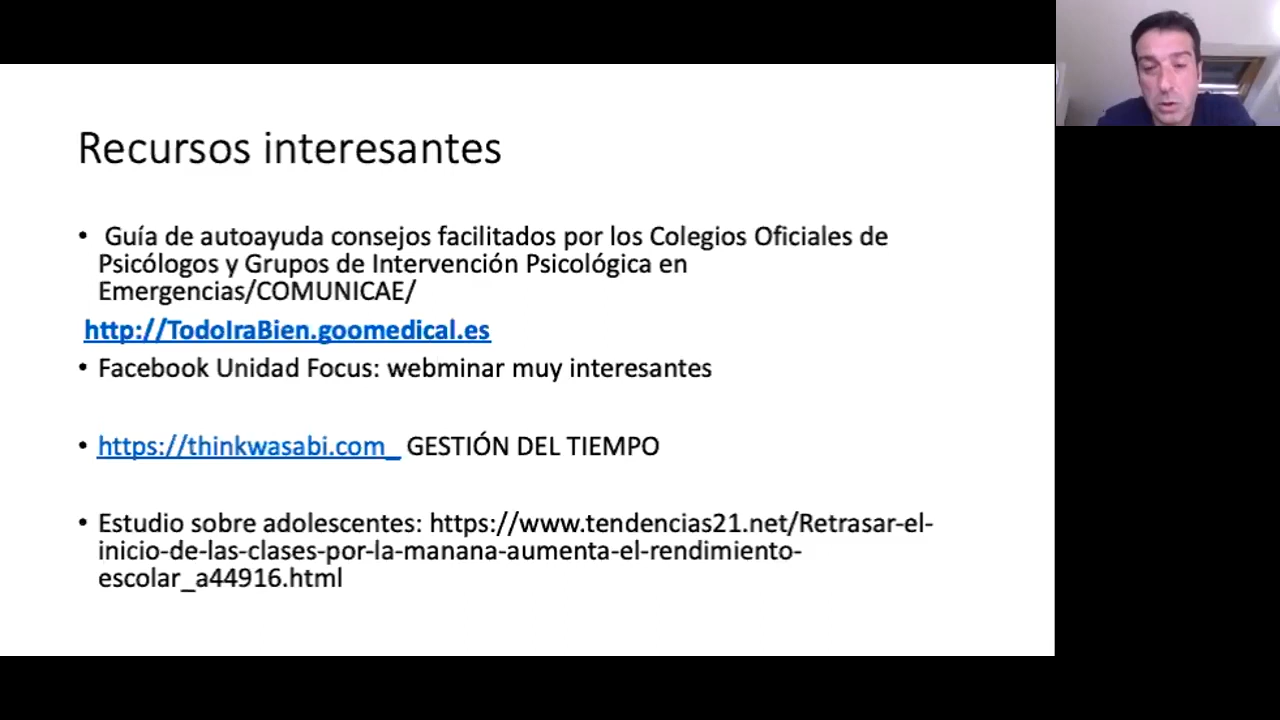 Recursos interesantes
• Guía de autoayuda consejos facilitados por los Colegios Oficiales de
Psicólogos y Grupos de Intervención Psicológica en
Emergencias/COMUNICAE/
http://TodoIraBien.goomedical.es
• Facebook Unidad Focus: webminar muy interesantes
• https://thinkwasabi.com_ GESTIÓN DEL TIEMPO
• Estudio sobre adolescentes: https://www.tendencias21.net/Retrasar-el-
inicio-de-las-clases-por-la-manana-aumenta-el-rendimiento-
escolar_a44916.html